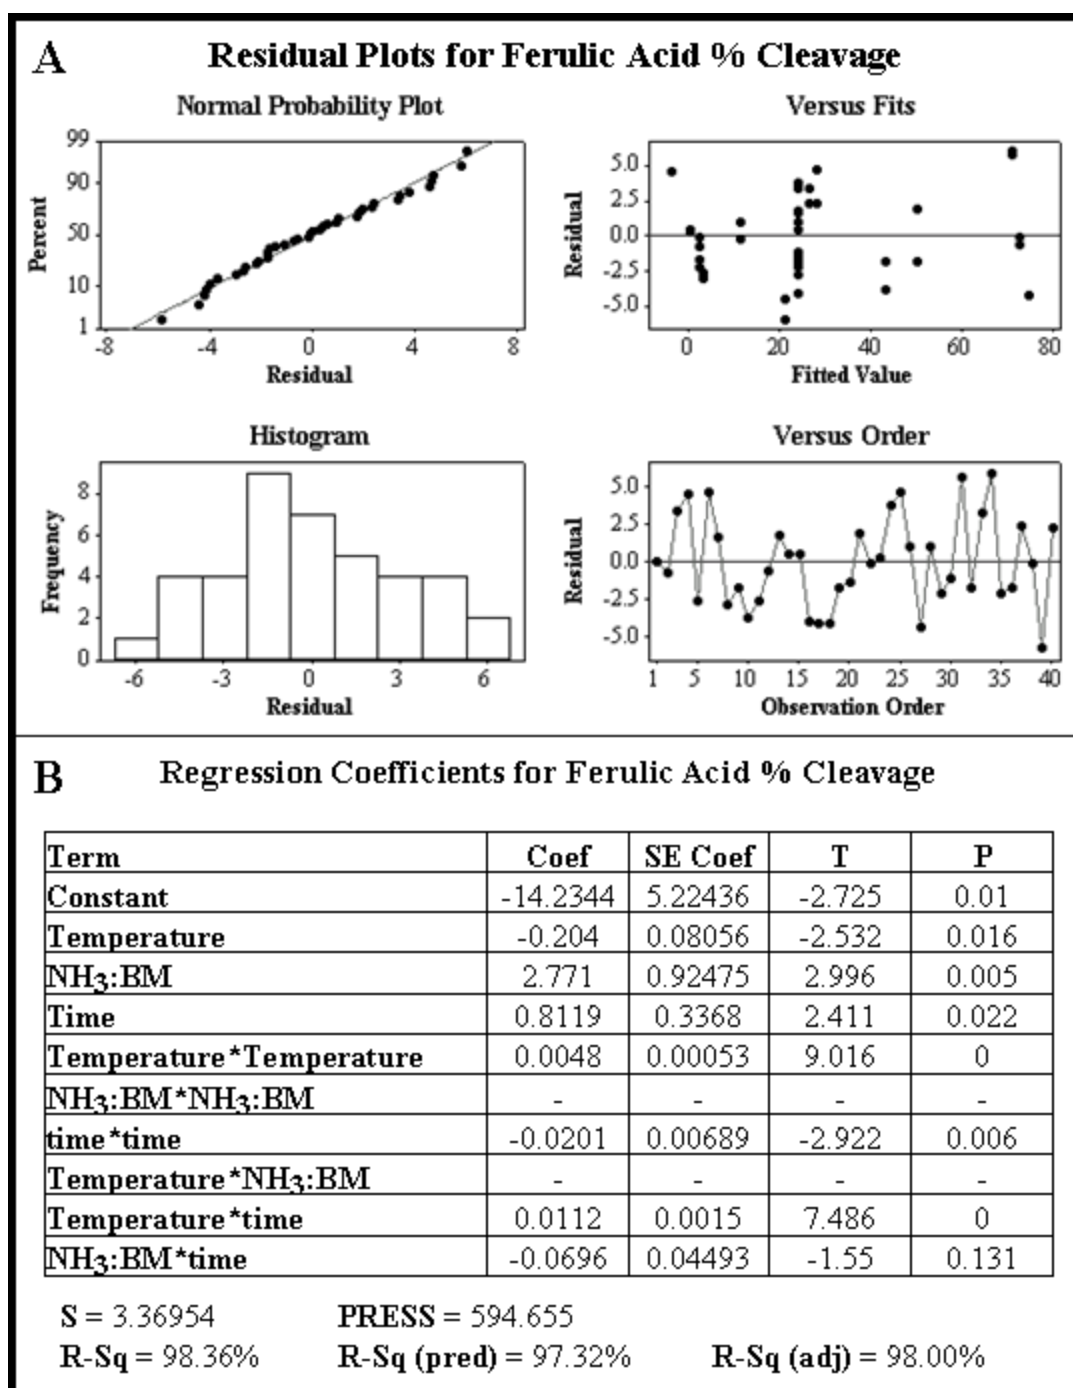 A Residual Plots for Ferulic Acid % Cleavage
Normal Probability Plot
99
90
50
10
1
Percent
-8 -4 0 4 8
Residual
Versus Fits
5.0
2.5
0.0
-2.5
-5.0
Residual
0 20 40 60 80
Fitted Value
Histogram
8
6
4
2
0
Frequency
-6 -3 0 3 6
Residual
Versus Order
5.0
2.5
0.0
-2.5
-5.0
Residual
1 5 10 15 20 25 30 35 40
Observation Order
B Regression Coefficients for Ferulic Acid % Cleavage
Term Coef SE Coef T P
Constant -14.2344 5.22436 -2.725 0.01
Temperature -0.204 0.08056 -2.532 0.016
NH3:BM 2.771 0.92475 2.996 0.005
Time 0.8119 0.3368 2.411 0.022
Temperature*Temperature 0.0048 0.00053 9.016 0
NH3:BM*NH3:BM - - - -
time*time -0.0201 0.00689 -2.922 0.006
Temperature*NH3:BM - - - -
Temperature*time 0.0112 0.0015 7.486 0
NH3:BM*time -0.0696 0.04493 -1.55 0.131
S = 3.36954 PRESS = 594.655
R-Sq = 98.36% R-Sq (pred) = 97.32% R-Sq (adj) = 98.00%